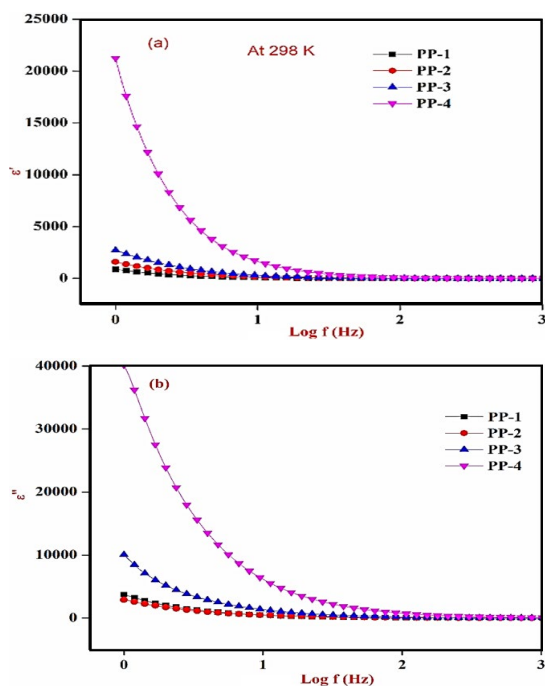 25000
(a)
At 298 K
20000
PP-1
PP-2
PP-3
PP-4
15000
ε'
10000
5000
0
0
1
2
3
Log f (Hz)
40000
(b)
PP-1
PP-2
PP-3
PP-4
30000
ε"
20000
10000
0
0
1
2
3
Log f (Hz)